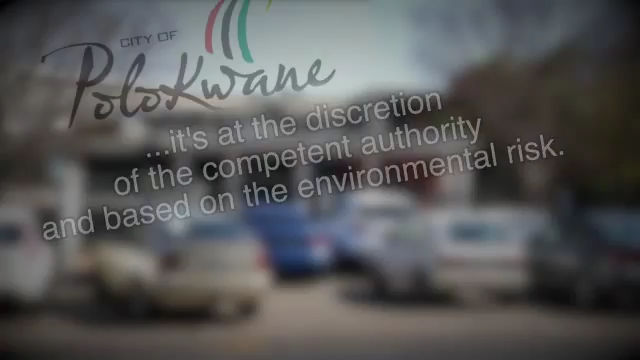 CITY OF
Polokwane
...it's at the discretion
of the competent authority
and based on the environmental risk.